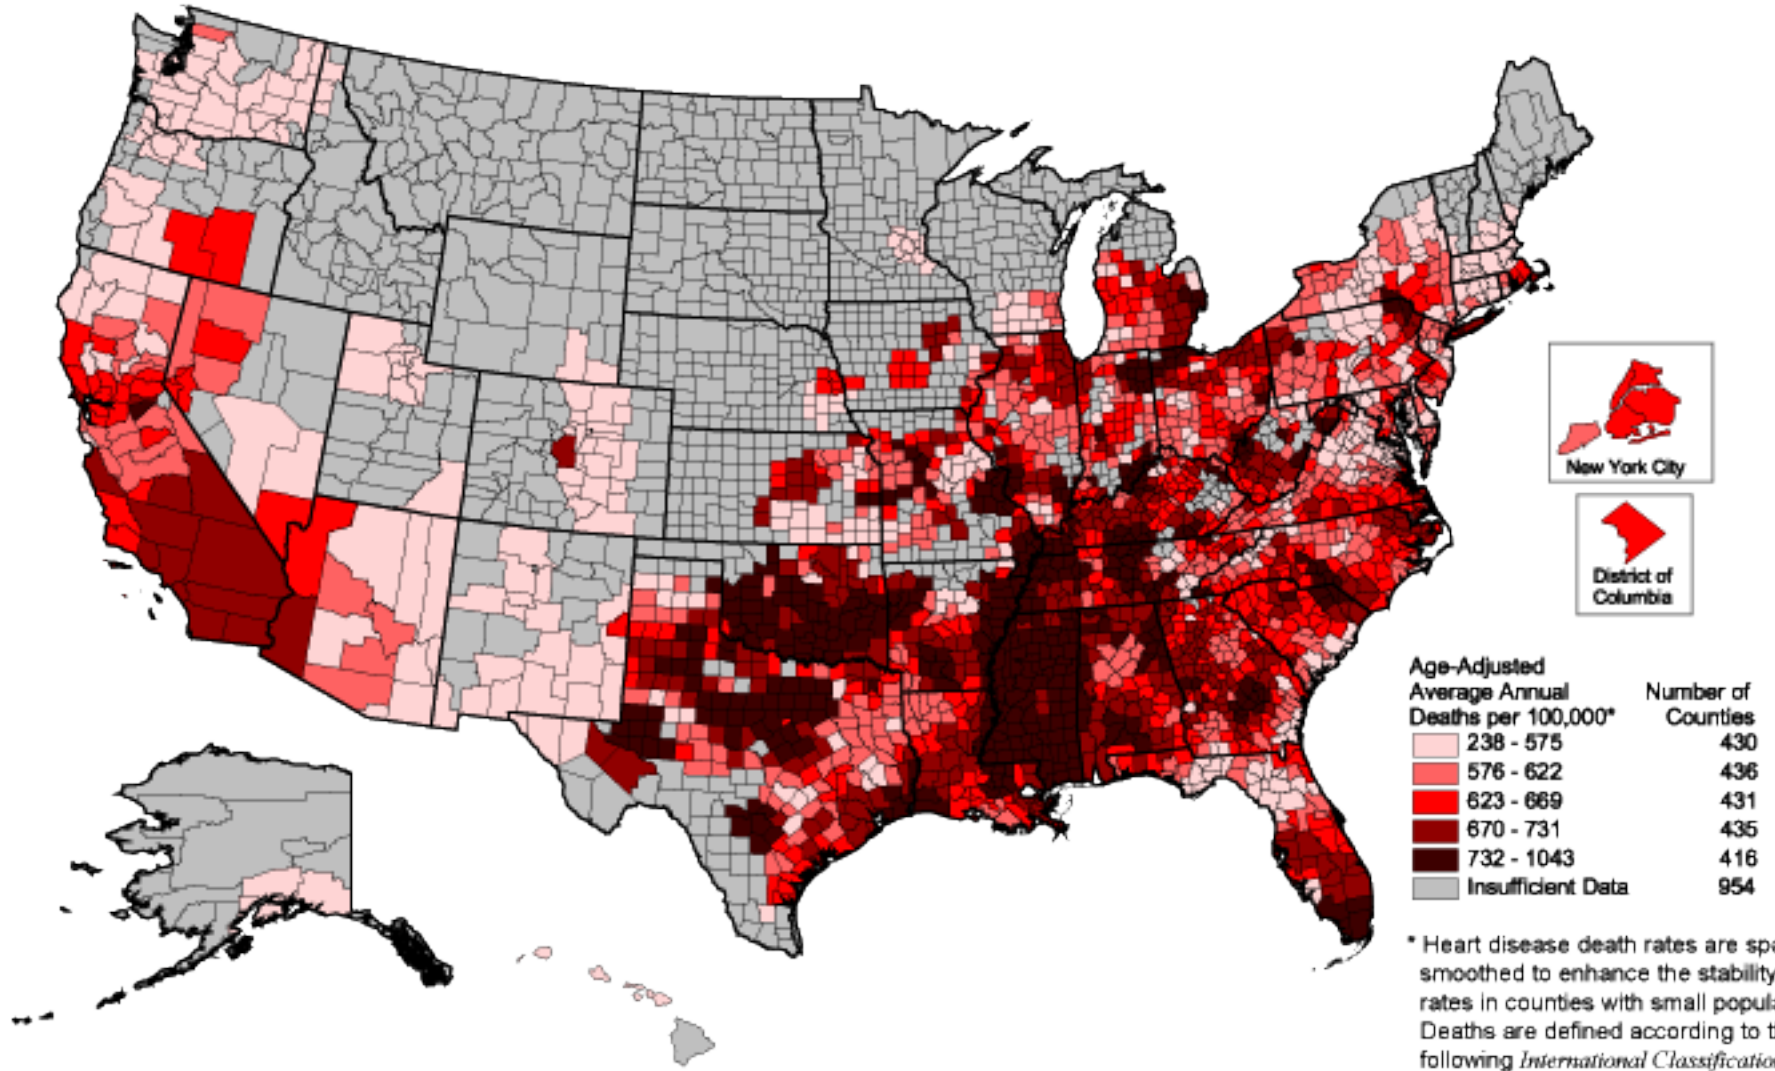 New York City
District of
Columbia
Age-Adjusted
Average Annual Number of
Deaths per 100,000* Counties
238 - 575 430
576 - 622 436
623 - 669 431
670 - 731 435
732 - 1043 416
Insufficient Data 954
* Heart disease death rates are spa
smoothed to enhance the stability
rates in counties with small popula
Deaths are defined according to t
following International Classification